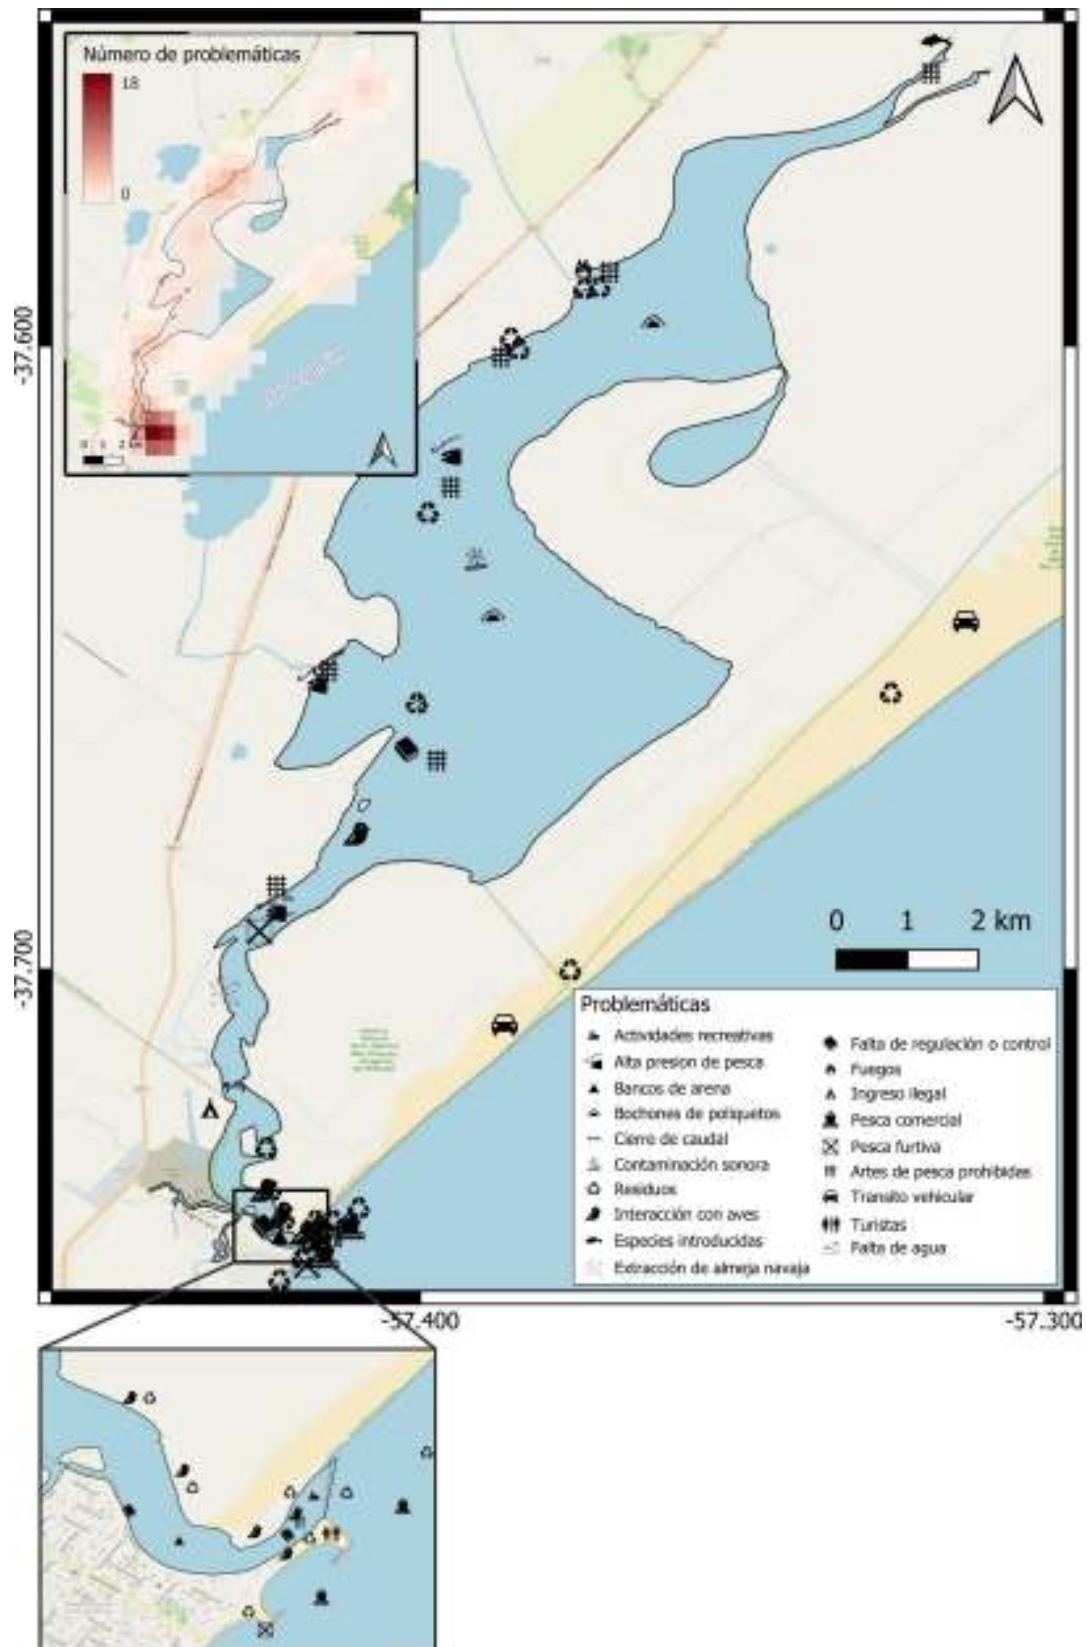 Número de problemáticas
18
0
0 1 2
-37.600
-37.700
0 1 2 km
Problemáticas
Actividades recreativas
Alta presion de pesca
Bancos de arena
Bochones de poliquetos
Cierre de caudal
Contaminación sonora
Residuos
Interacción con aves
Especies introducidas
Extracción de almeja navaja
Falta de regulación o control
Fuegos
Ingreso ilegal
Pesca comercial
Pesca furtiva
Artes de pesca prohibidas
Transito vehicular
Turistas
Falta de agua
-57.400
-57.300